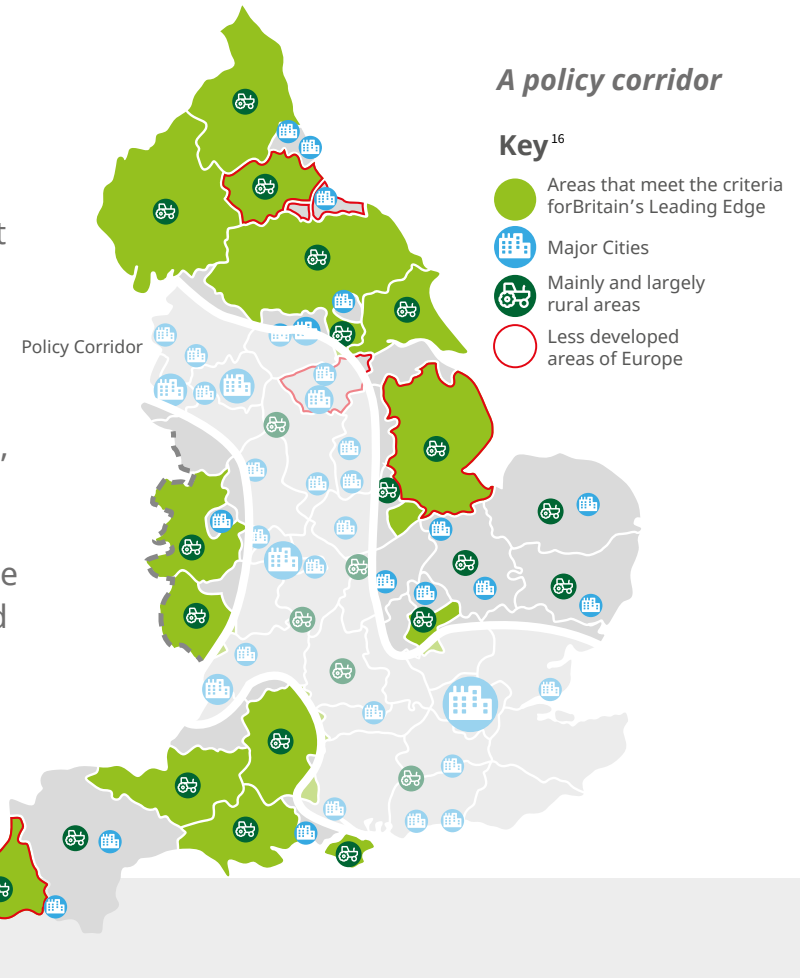 A policy corridor
Key16
Areas that meet the criteria
forBritain's Leading Edge
Major Cities
Mainly and largely
rural areas
Less developed
areas of Europe
Policy Corridor
t
,
e
d